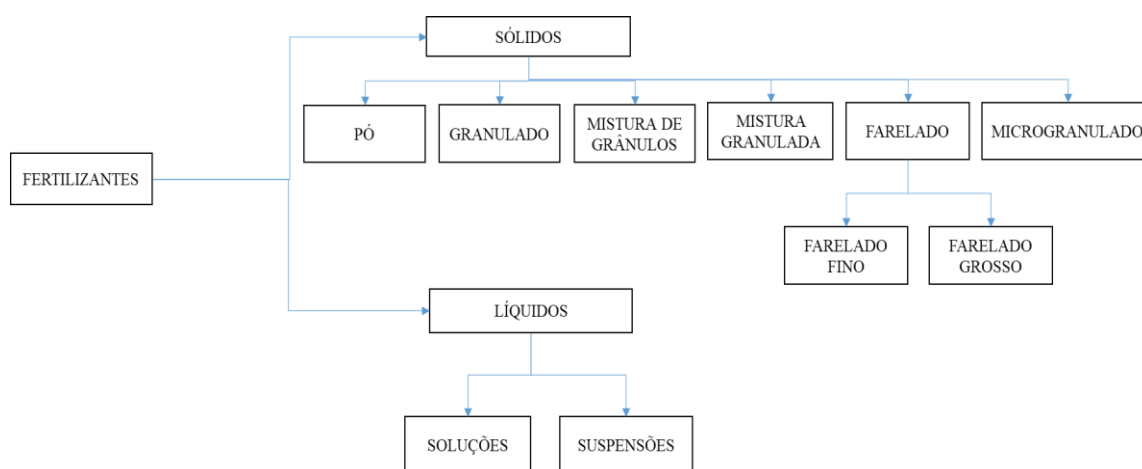 SÓLIDOS
PÓ
GRANULADO
MISTURA DE
GRÂNULOS
MISTURA
GRANULADA
FARELADO
MICROGRANULADO
FERTILIZANTES
FARELADO
FINO
FARELADO
GROSSO
LÍQUIDOS
SOLUÇÕES
SUSPENSÕES